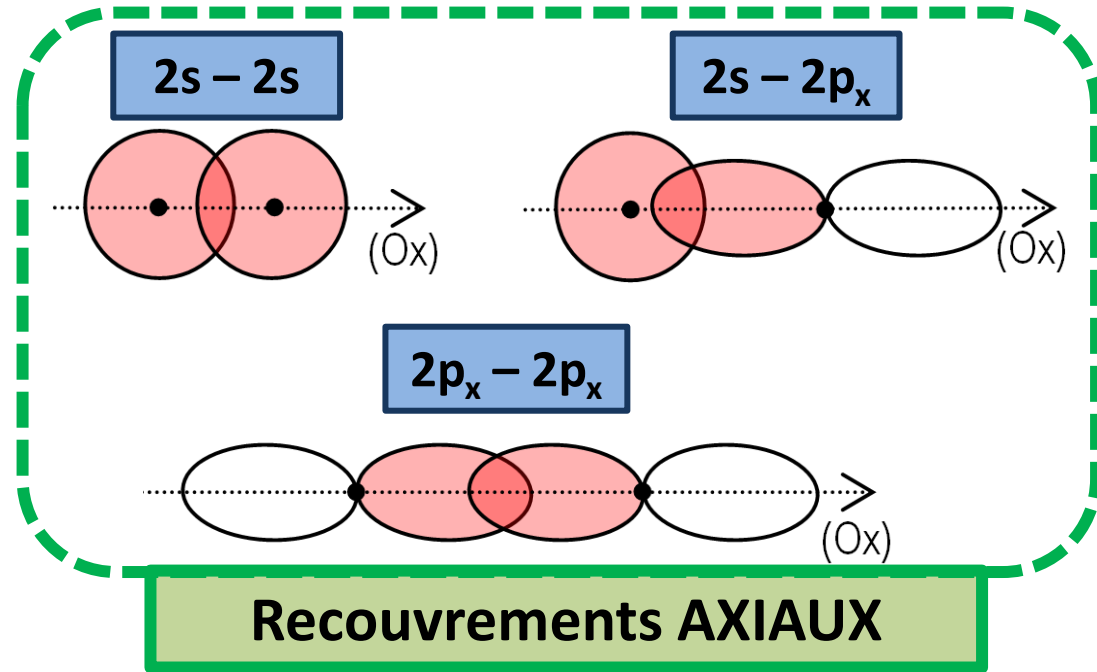 2s – 2s
2s – 2pₓ
(Ox)
(Ox)
2pₓ – 2pₓ
(Ox)
Recouvrements AXIAUX